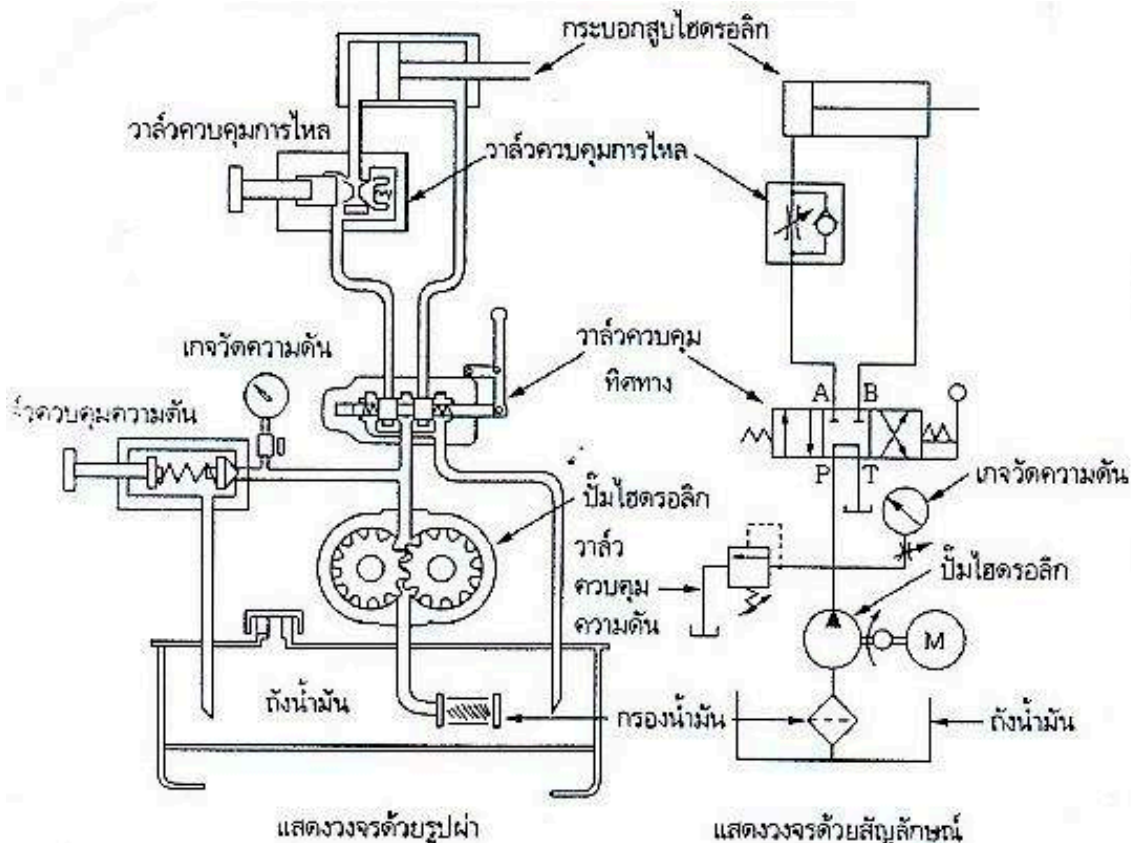 กระบอกสูบไฮดรอลิก
วาล์วควบคุมการไหล
วาล์วควบคุมการไหล
เกจวัดความดัน
วาล์วควบคุม
ทิศทาง
A B
P T
ควบคุมความดัน
เกจวัดความดัน
ปั๊มไฮดรอลิก
วาล์ว
ควบคุม
ความดัน
ปั๊มไฮดรอลิก
M
ถังน้ำมัน
กรองน้ำมัน
ถังน้ำมัน
แสดงวงจรด้วยรูปผ่า
แสดงวงจรด้วยสัญลักษณ์